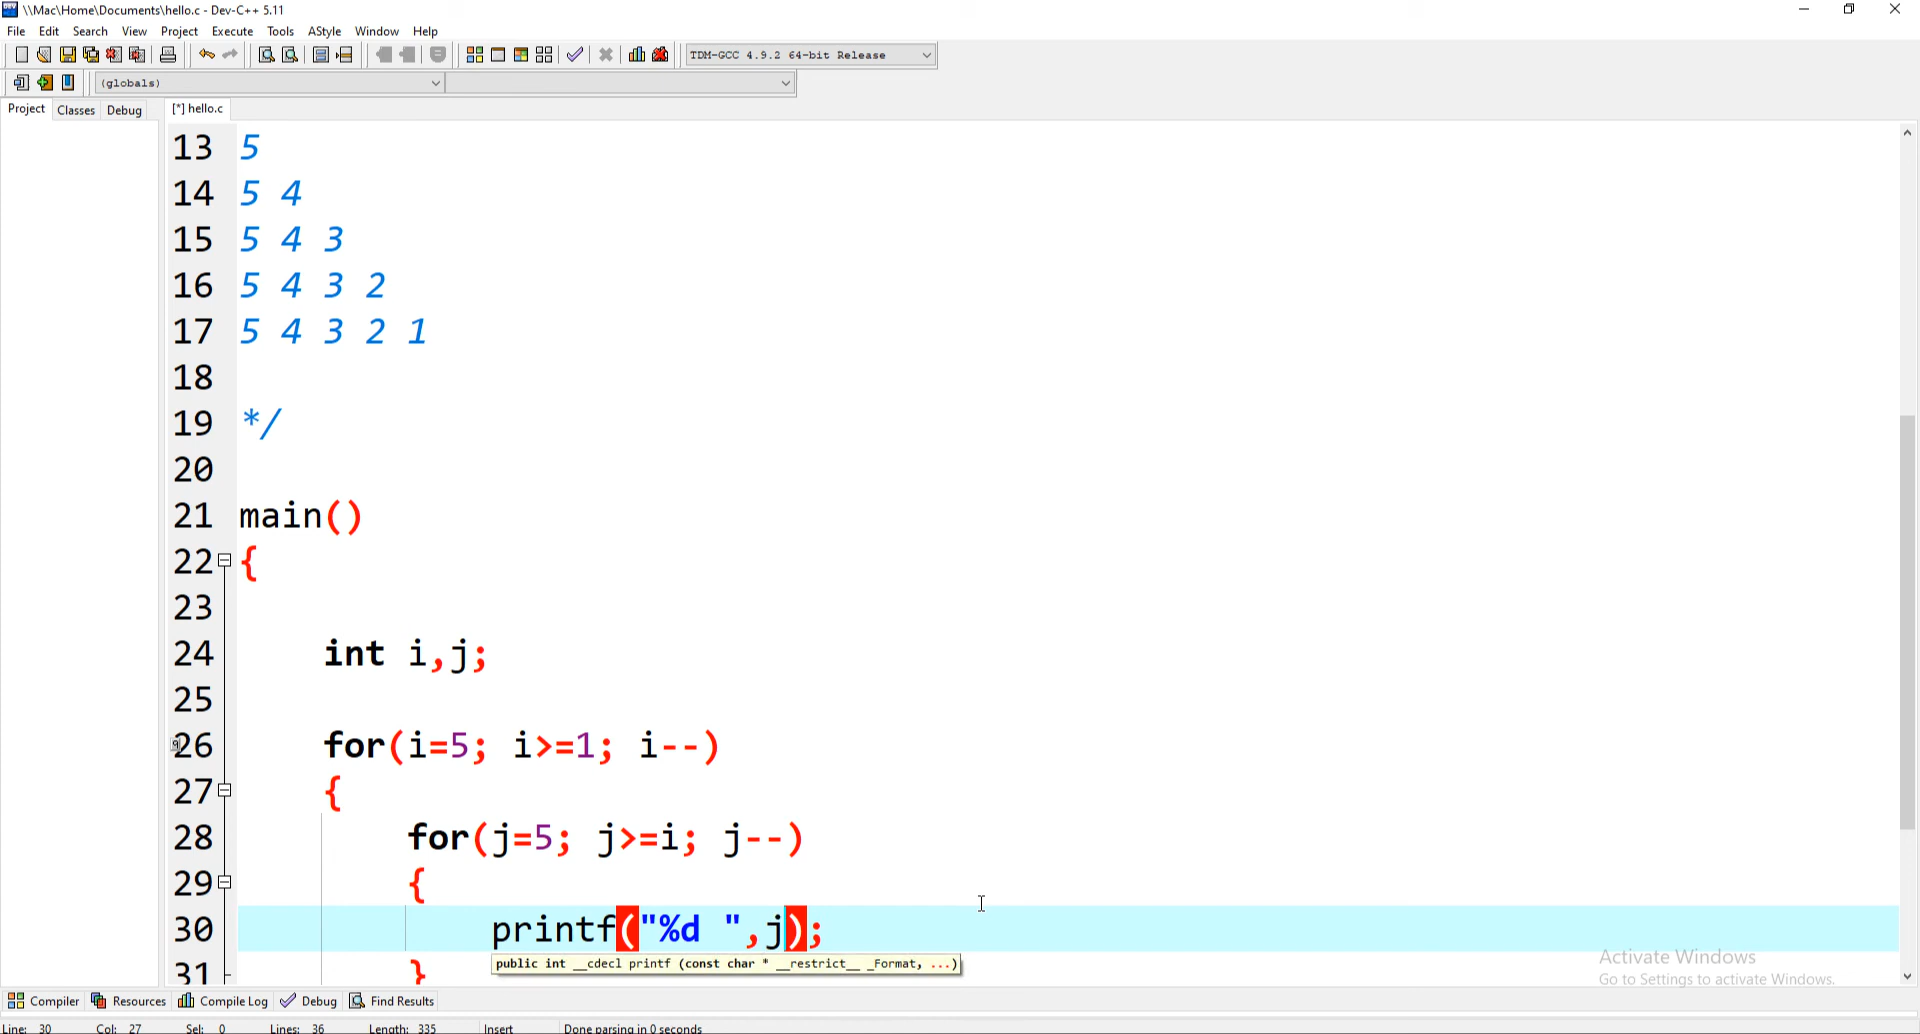 \\Mac\Home\Documents\hello.c - Dev-C++ 5.11
File Edit Search View Project Execute Tools AStyle Window Help
TDM-GCC 4.9.2 64-bit Release
(globals)
Project Classes Debug [*] hello.c
13 5
14 5 4
15 5 4 3
16 5 4 3 2
17 5 4 3 2 1
18
19 */
20
21 main()
22 {
23
24 int i,j;
25
26 for(i=5; i>=1; i--)
27 {
28 for(j=5; j>=i; j--)
29 {
30 printf("%d ",j);
public int __cdecl printf (const char * __restrict__ _Format, ...)
31 }
Activate Windows
Go to Settings to activate Windows.
Compiler Resources Compile Log Debug Find Results
Line: 30 Col: 27 Sel: 0 Lines: 36 Length: 335 Insert Done parsing in 0 seconds